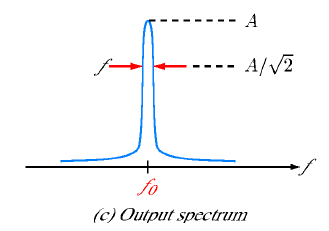 A
f A/√2
f
f₀
(c) Output spectrum